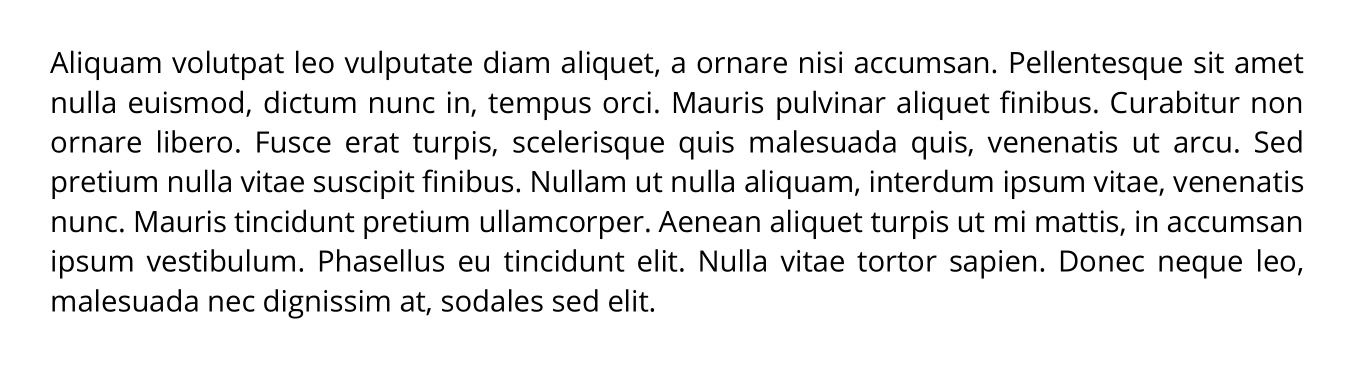 Aliquam volutpat leo vulputate diam aliquet, a ornare nisi accumsan. Pellentesque sit amet
nulla euismod, dictum nunc in, tempus orci. Mauris pulvinar aliquet finibus. Curabitur non
ornare libero. Fusce erat turpis, scelerisque quis malesuada quis, venenatis ut arcu. Sed
pretium nulla vitae suscipit finibus. Nullam ut nulla aliquam, interdum ipsum vitae, venenatis
nunc. Mauris tincidunt pretium ullamcorper. Aenean aliquet turpis ut mi mattis, in accumsan
ipsum vestibulum. Phasellus eu tincidunt elit. Nulla vitae tortor sapien. Donec neque leo,
malesuada nec dignissim at, sodales sed elit.